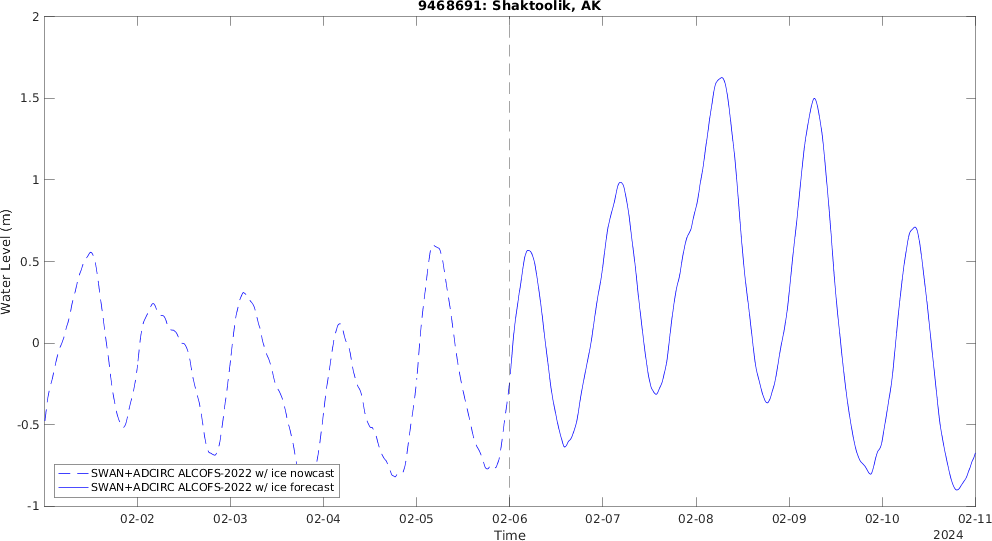 9468691: Shaktoolik, AK
2
1.5
1
0.5
0
-0.5
-1
Water Level (m)
SWAN+ADCIRC ALCOFS-2022 w/ ice nowcast
SWAN+ADCIRC ALCOFS-2022 w/ ice forecast
02-02 02-03 02-04 02-05 02-06 02-07 02-08 02-09 02-10 02-11
Time
2024